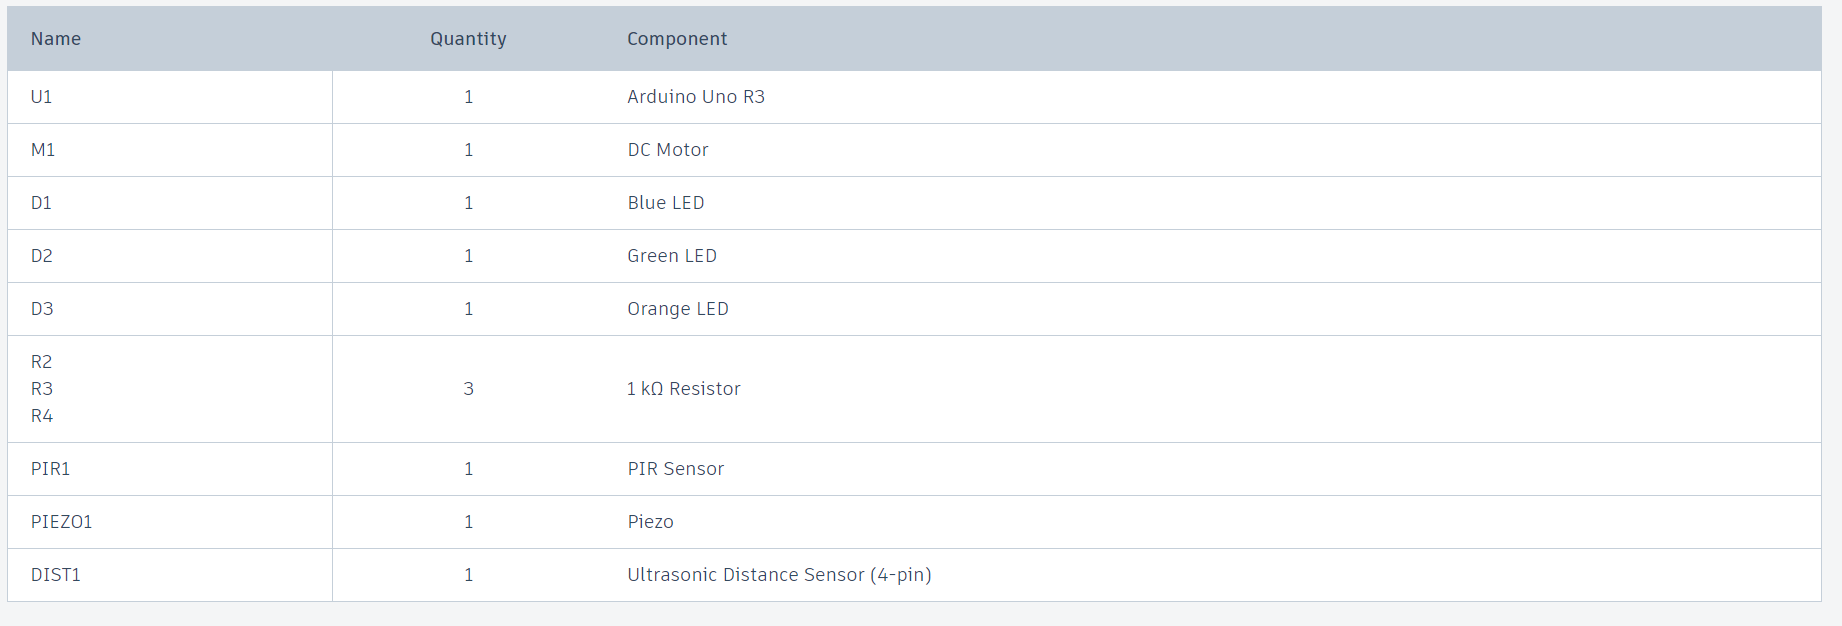 Name Quantity Component
U1 1 Arduino Uno R3
M1 1 DC Motor
D1 1 Blue LED
D2 1 Green LED
D3 1 Orange LED
R2
R3 3 1 kΩ Resistor
R4
PIR1 1 PIR Sensor
PIEZO1 1 Piezo
DIST1 1 Ultrasonic Distance Sensor (4-pin)